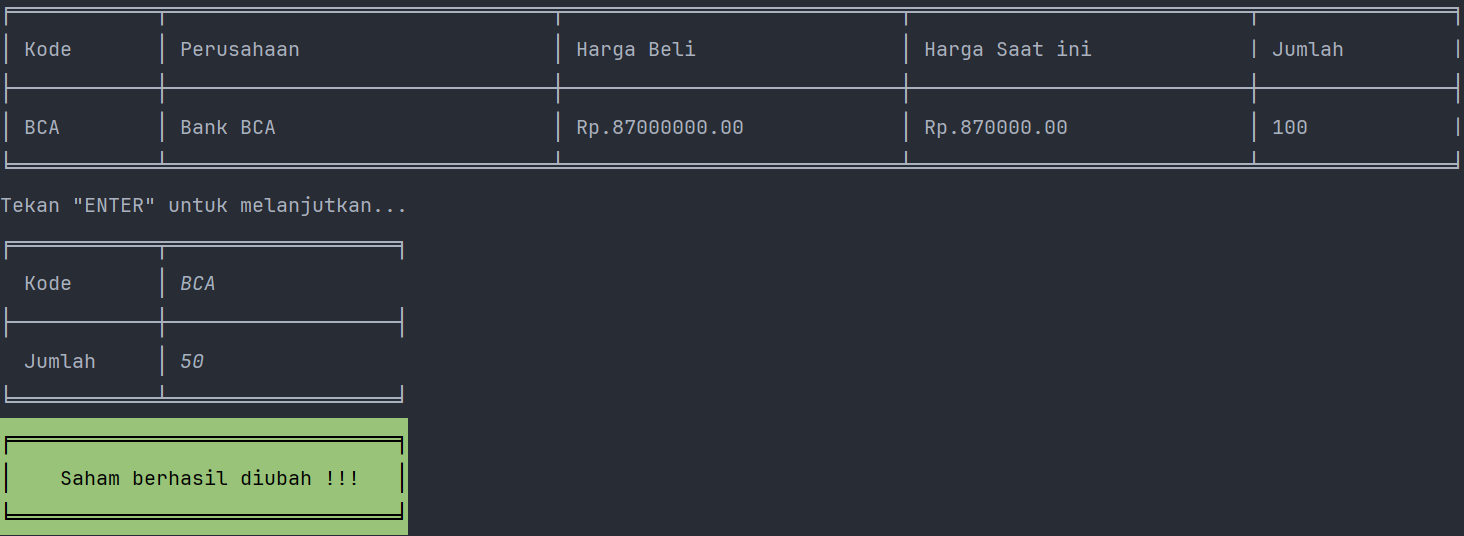 Kode Perusahaan Harga Beli Harga Saat ini Jumlah
BCA Bank BCA Rp.87000000.00 Rp.870000.00 100
Tekan "ENTER" untuk melanjutkan...
Kode BCA
Jumlah 50
Saham berhasil diubah !!!